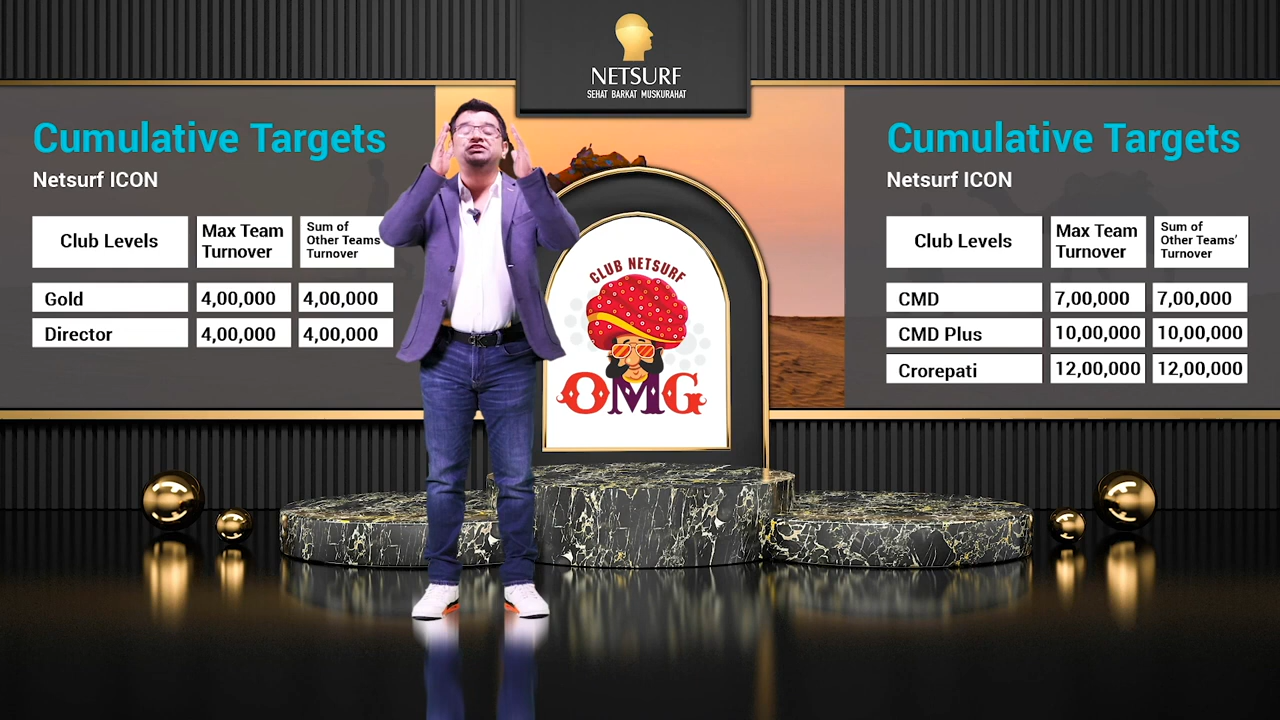 NETSURF
SEHAT BARKAT MUSKURAHAT
Cumulative Targets
Netsurf ICON
Club Levels
Max Team
Turnover
Sum of
Other Teams
Turnover
Gold
4,00,000
4,00,000
Director
4,00,000
4,00,000
CLUB NETSURF
OMG
Cumulative Targets
Netsurf ICON
Club Levels
Max Team
Turnover
Sum of
Other Teams'
Turnover
CMD
7,00,000
7,00,000
CMD Plus
10,00,000
10,00,000
Crorepati
12,00,000
12,00,000